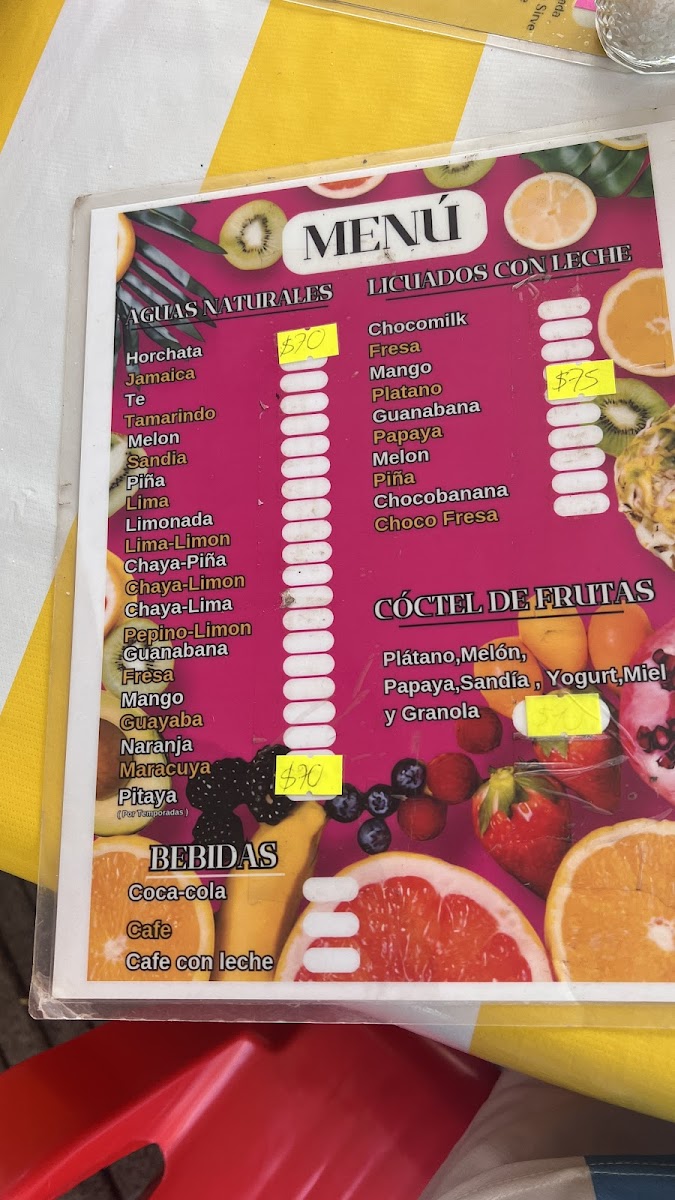 Sirve
MENÚ
AGUAS NATURALES
Horchata
$70
Jamaica
Te
Tamarindo
Melon
Sandia
Piña
Lima
Limonada
Lima-Limon
Chaya-Piña
Chaya-Limon
Chaya-Lima
Pepino-Limon
Guanabana
Fresa
Mango
Guayaba
Naranja
Maracuya
$70
Pitaya
( Por Temporadas )
BEBIDAS
Coca-cola
Cafe
Cafe con leche
LICUADOS CON LECHE
Chocomilk
Fresa
Mango
Platano
$75
Guanabana
Papaya
Melon
Piña
Chocobanana
Choco Fresa
CÓCTEL DE FRUTAS
Plátano,Melón,
Papaya,Sandía , Yogurt,Miel
y Granola